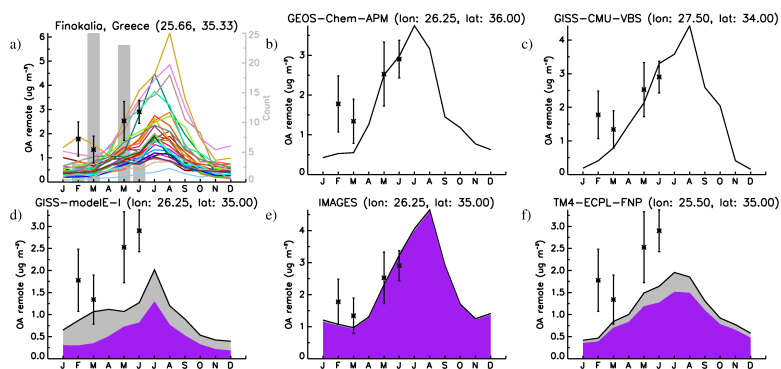 a)
Finokalia, Greece (25.66, 35.33)
OA remote (ug m⁻³)
6
5
4
3
2
1
0
25
20
15
10
5
0
Count
J F M A M J J A S O N D
b)
GEOS-Chem-APM (lon: 26.25, lat: 36.00)
OA remote (ug m⁻³)
3
2
1
0
J F M A M J J A S O N D
c)
GISS-CMU-VBS (lon: 27.50, lat: 34.00)
OA remote (ug m⁻³)
4
3
2
1
0
J F M A M J J A S O N D
d)
GISS-modelE-I (lon: 26.25, lat: 35.00)
OA remote (ug m⁻³)
3.0
2.5
2.0
1.5
1.0
0.5
0.0
J F M A M J J A S O N D
e)
IMAGES (lon: 26.25, lat: 35.00)
OA remote (ug m⁻³)
4
3
2
1
0
J F M A M J J A S O N D
f)
TM4-ECPL-FNP (lon: 25.50, lat: 35.00)
OA remote (ug m⁻³)
3.0
2.5
2.0
1.5
1.0
0.5
0.0
J F M A M J J A S O N D